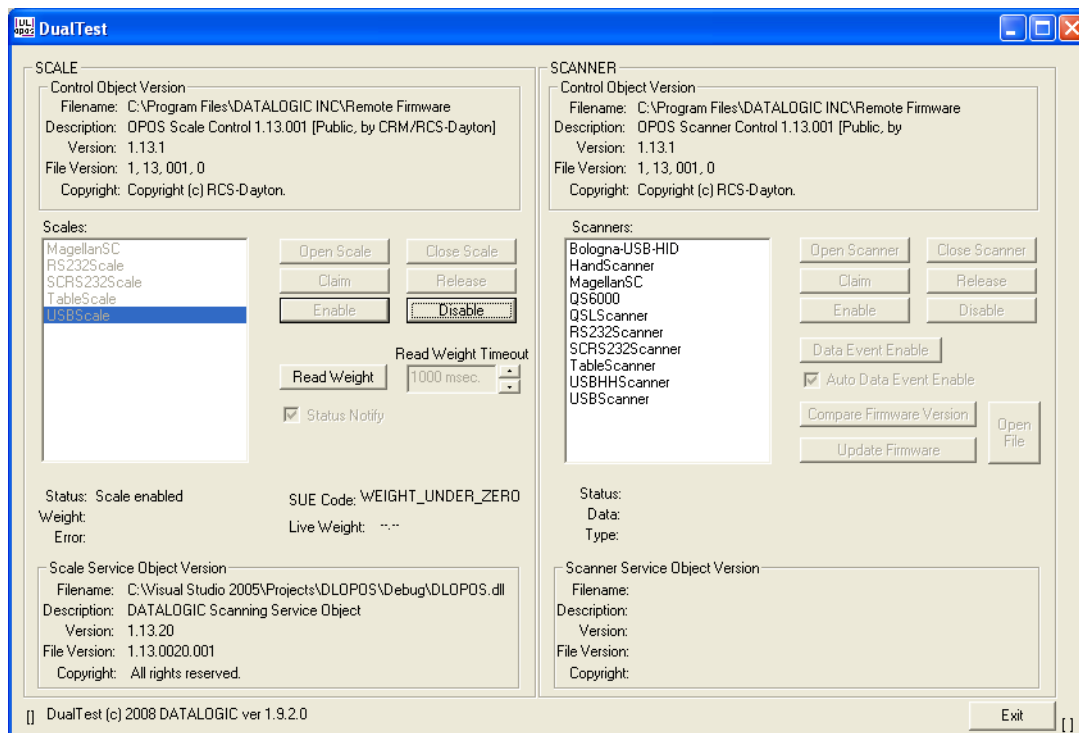 UL
opos
DualTest
SCALE
Control Object Version
Filename: C:\Program Files\DATALOGIC INC\Remote Firmware
Description: OPOS Scale Control 1.13.001 [Public, by CRM/RCS-Dayton]
Version: 1.13.1
File Version: 1, 13, 001, 0
Copyright: Copyright (c) RCS-Dayton.
Scales:
MagellanSC
RS232Scale
SCRS232Scale
TableScale
USBScale
Open Scale
Close Scale
Claim
Release
Enable
Disable
Read Weight Timeout
Read Weight
1000 msec.
Status Notify
Status: Scale enabled
Weight:
Error:
SUE Code: WEIGHT_UNDER_ZERO
Live Weight: --.--
Scale Service Object Version
Filename: C:\Visual Studio 2005\Projects\DLOPOS\Debug\DLOPOS.dll
Description: DATALOGIC Scanning Service Object
Version: 1.13.20
File Version: 1.13.0020.001
Copyright: All rights reserved.
SCANNER
Control Object Version
Filename: C:\Program Files\DATALOGIC INC\Remote Firmware
Description: OPOS Scanner Control 1.13.001 [Public, by
Version: 1.13.1
File Version: 1, 13, 001, 0
Copyright: Copyright (c) RCS-Dayton.
Scanners:
Bologna-USB-HID
HandScanner
MagellanSC
QS6000
QSLScanner
RS232Scanner
SCRS232Scanner
TableScanner
USBHHScanner
USBScanner
Open Scanner
Close Scanner
Claim
Release
Enable
Disable
Data Event Enable
Auto Data Event Enable
Compare Firmware Version
Update Firmware
Open
File
Status:
Data:
Type:
Scanner Service Object Version
Filename:
Description:
Version:
File Version:
Copyright:
[] DualTest (c) 2008 DATALOGIC ver 1.9.2.0
Exit
[ ]